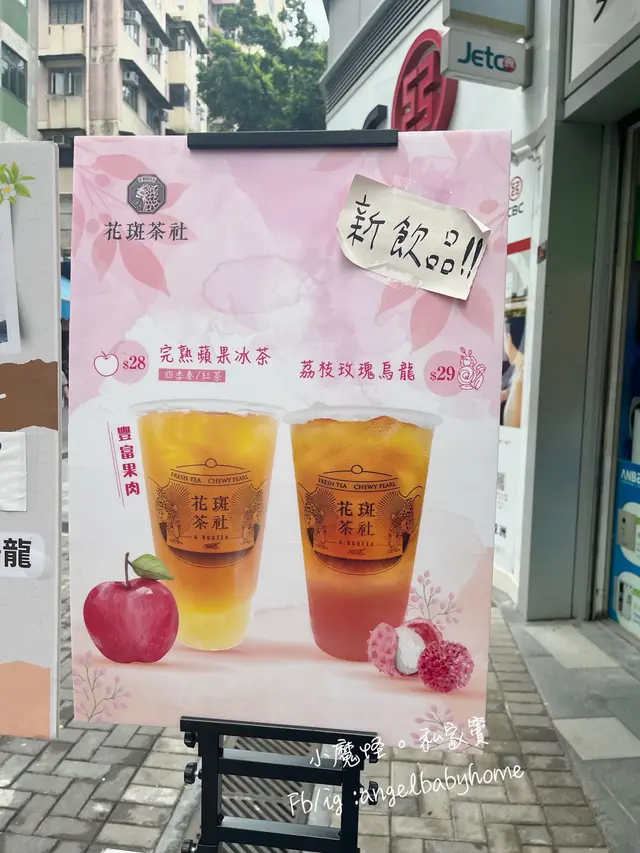 JETCO
花斑茶社
新飲品!!
$28
完熟蘋果冰茶
四季春/紅茶
荔枝玫瑰烏龍
$29
豐富果肉
FRESH TEA CHEWY PEARL
花斑
茶社
FRESH TEA CHEWY PEARL
花斑
茶社
龍
小魔怪。私家寶
Fb/ig :angelbabyhome